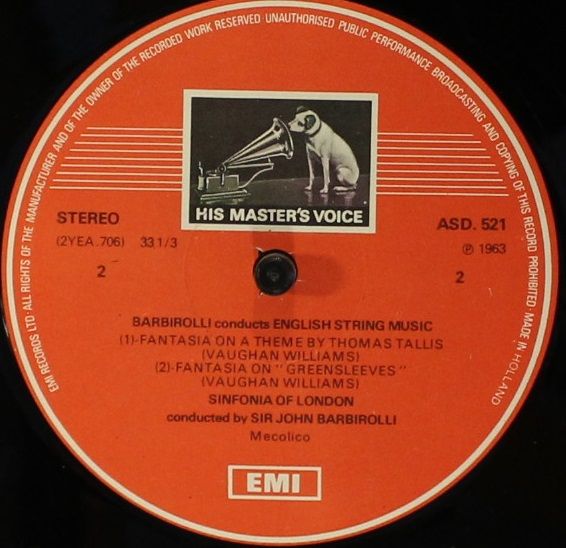 EMI RECORDS LTD· ALL RIGHTS OF THE MANUFACTURER AND OF THE OWNER OF THE RECORDED WORK RESERVED UNAUTHORISED PUBLIC PERFORMANCE BROADCASTING AND COPYING OF THIS RECORD PROHIBITED · MADE IN HOLLAND
HIS MASTER'S VOICE
STEREO
ASD. 521
(2YEA.706) 33 1/3
℗ 1963
2
2
BARBIROLLI conducts ENGLISH STRING MUSIC
(1)-FANTASIA ON A THEME BY THOMAS TALLIS
(VAUGHAN WILLIAMS)
(2)-FANTASIA ON "GREENSLEEVES"
(VAUGHAN WILLIAMS)
SINFONIA OF LONDON
conducted by SIR JOHN BARBIROLLI
Mecolico
EMI